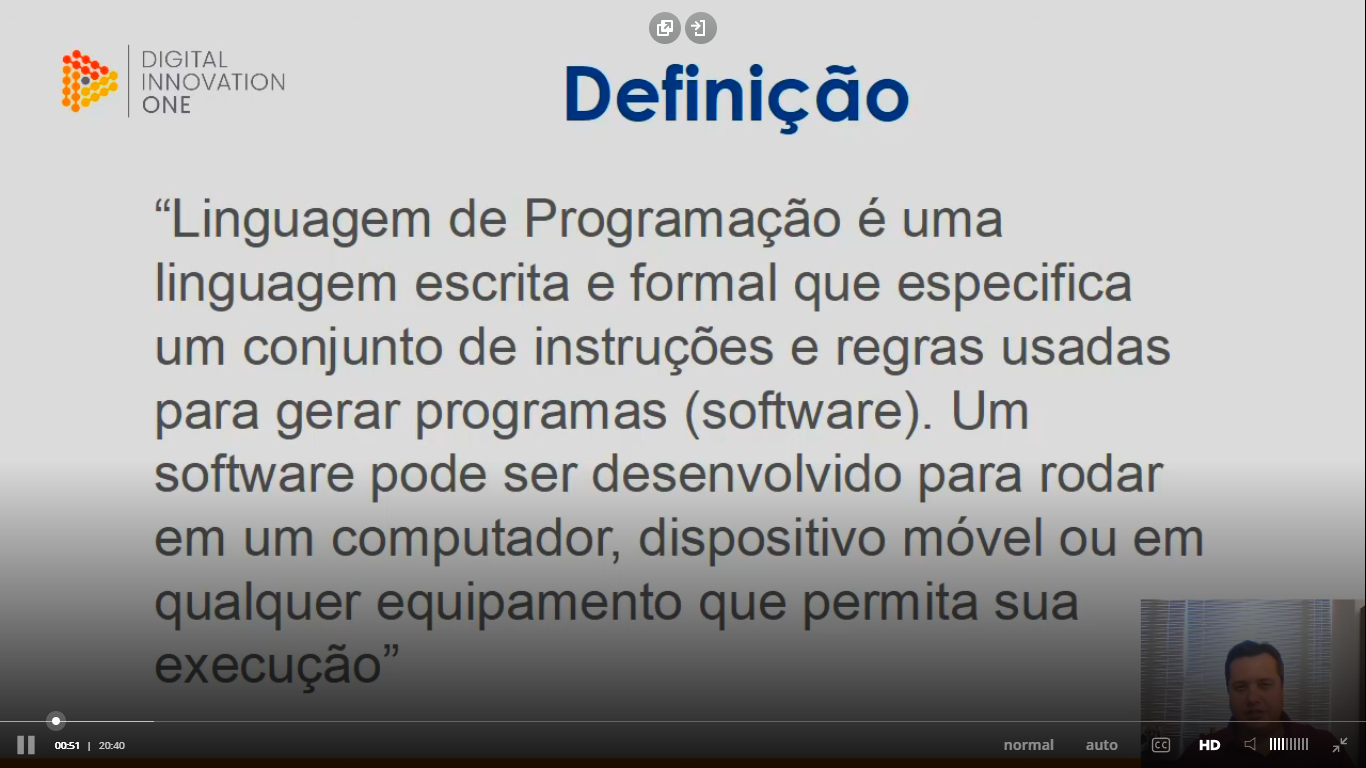 DIGITAL
INNOVATION
ONE
Definição
“Linguagem de Programação é uma
linguagem escrita e formal que especifica
um conjunto de instruções e regras usadas
para gerar programas (software). Um
software pode ser desenvolvido para rodar
em um computador, dispositivo móvel ou em
qualquer equipamento que permita sua
execução”
00:51 | 20:40
normal auto CC HD